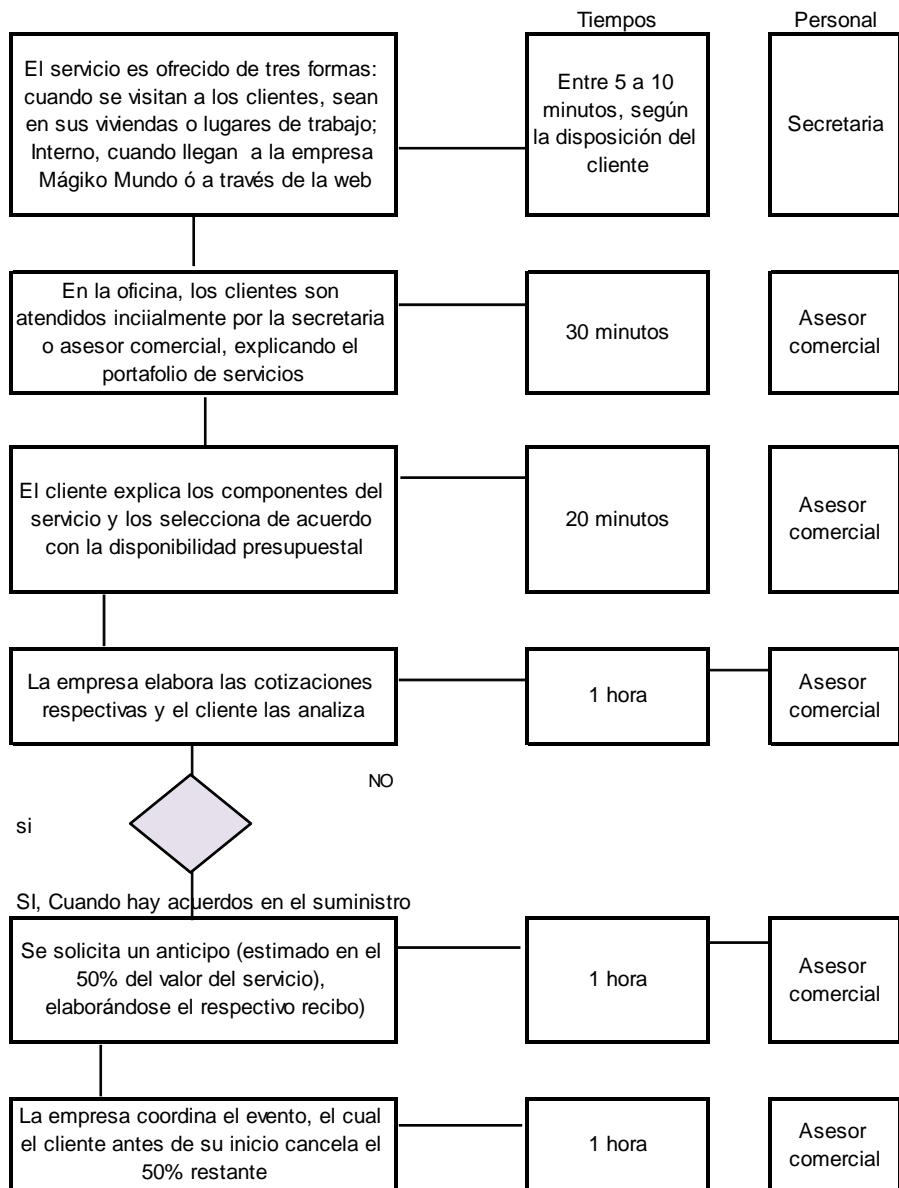 Tiempos
Personal
El servicio es ofrecido de tres formas:
cuando se visitan a los clientes, sean
en sus viviendas o lugares de trabajo;
Interno, cuando llegan a la empresa
Mágiko Mundo ó a través de la web
Entre 5 a 10
minutos, según
la disposición del
cliente
Secretaria
En la oficina, los clientes son
atendidos inciialmente por la secretaria
o asesor comercial, explicando el
portafolio de servicios
30 minutos
Asesor
comercial
El cliente explica los componentes del
servicio y los selecciona de acuerdo
con la disponibilidad presupuestal
20 minutos
Asesor
comercial
La empresa elabora las cotizaciones
respectivas y el cliente las analiza
1 hora
Asesor
comercial
NO
si
SI, Cuando hay acuerdos en el suministro
Se solicita un anticipo (estimado en el
50% del valor del servicio),
elaborándose el respectivo recibo)
1 hora
Asesor
comercial
La empresa coordina el evento, el cual
el cliente antes de su inicio cancela el
50% restante
1 hora
Asesor
comercial